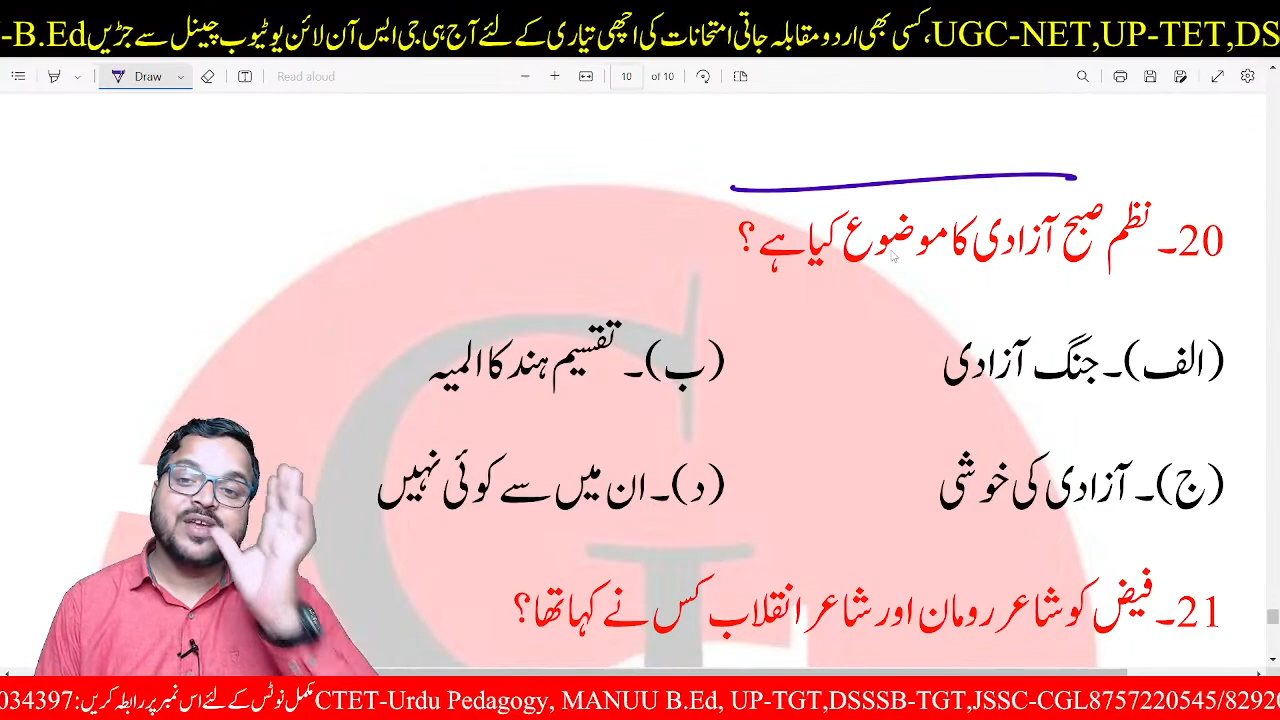 UGC-NET,UP-TET,DS، کسی بھی اردو مقابلہ جاتی امتحانات کی اچھی تیاری کے لئے آج ہی جی ایس آن لائن یوٹیوب چینل سے جڑیں B.Ed-
Draw Read aloud 10 of 10
20۔ نظم صبح آزادی کا موضوع کیا ہے ؟
(الف)۔ جنگ آزادی (ب)۔ تقسیم ہند کا المیہ
(ج)۔ آزادی کی خوشی (د)۔ ان میں سے کوئی نہیں
21۔ فیض کو شاعر رومان اور شاعر انقلاب کس نے کہا تھا؟
CTET-Urdu Pedagogy, MANUU B.Ed, UP-TGT,DSSSB-TGT,JSSC-CGL8757220545/8292 مکمل نوٹس کے لئے اس نمبر پر رابطہ کریں: 034397